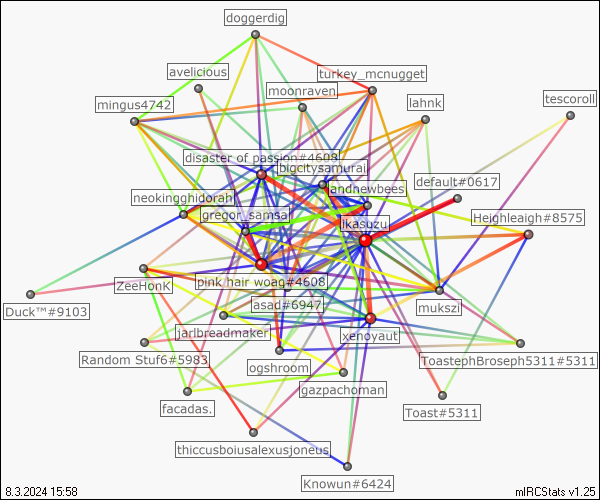 doggerdig
avelicious
turkey_mcnugget
moonraven
mingus4742
lahnk
tescoroll
disaster of passion#4608
bigcitysamurai
default#0617
landnewbees
neokingghidorah
gregor_samsa
likasuzu
Heighleaigh#8575
ZeeHonK
pink hair woag#4608
mukszi
Duck™#9103
asad#6947
jarlbreadmaker
xenoyaut
Random Stuf6#5983
ogshroom
ToastephBroseph5311#5311
gazpachoman
facadas.
Toast#5311
thiccusboiusalexusjoneus
Knowun#6424
8.3.2024 15:58
mIRCStats v1.25